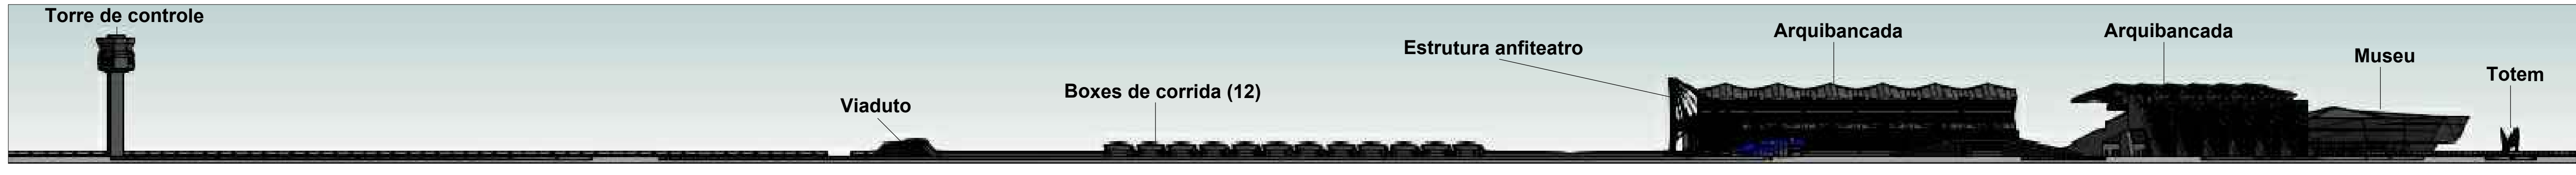 Torre de controle
Viaduto
Boxes de corrida (12)
Estrutura anfiteatro
Arquibancada
Arquibancada
Museu
Totem